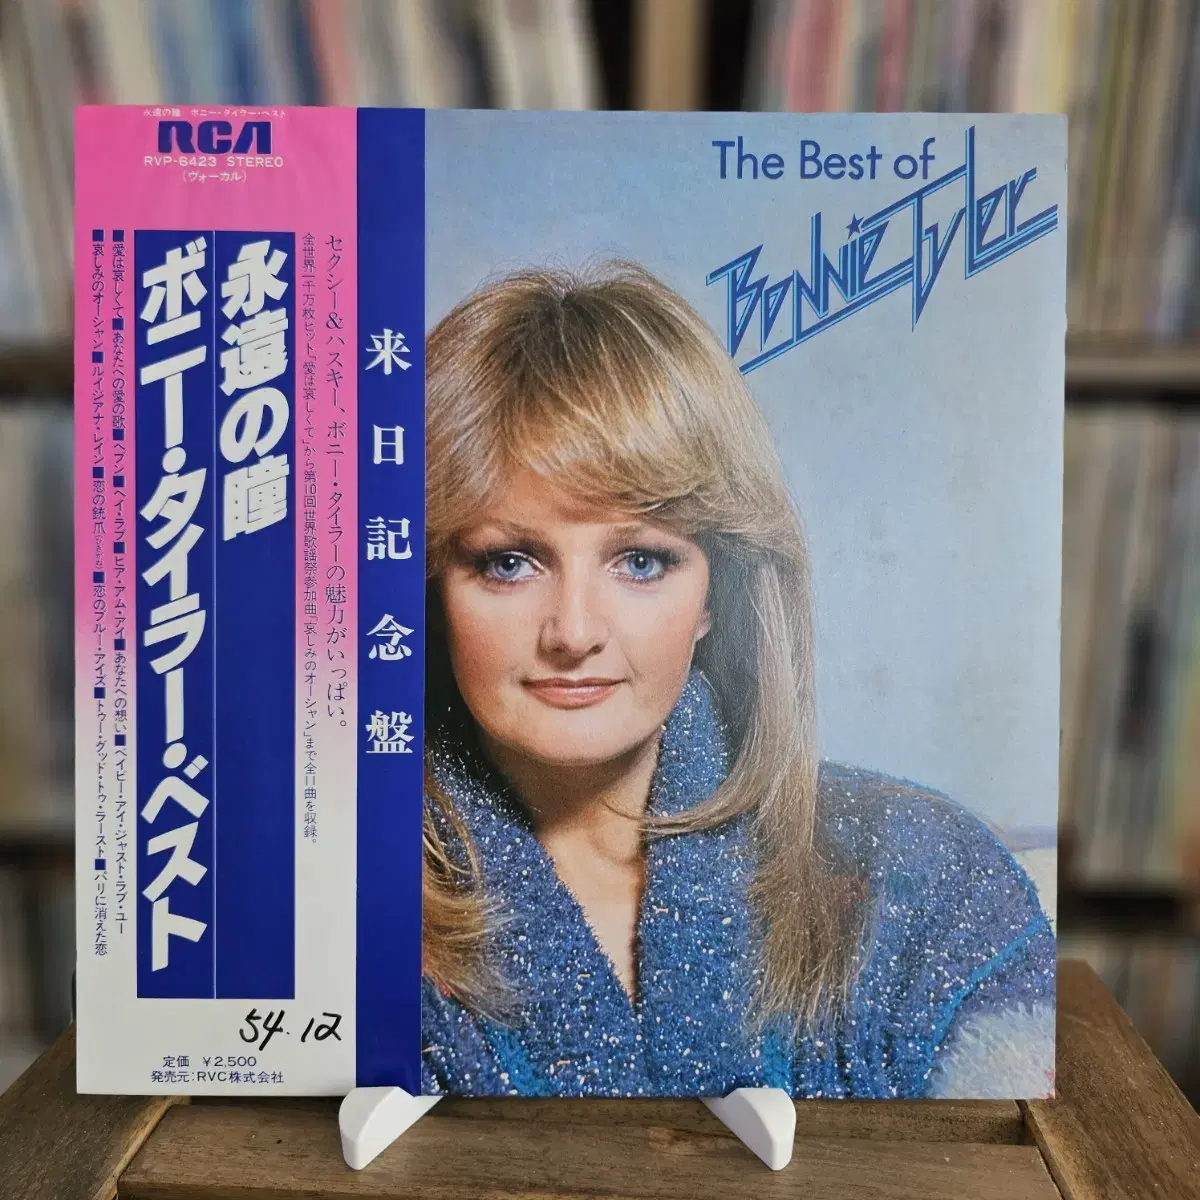 永遠の瞳 ボニー・タイラー・ベスト
RCA
RVP-6423 STEREO
(ヴォーカル)
セクシー&ハスキー、ボニー・タイラーの魅力がいっぱい。
全世界一千万枚ヒット「愛は哀しくて」から第10回世界歌謡祭参加曲「哀しみのオーシャン」まで全11曲を収録。
永遠の瞳
ボニー・タイラー・ベスト
■愛は哀しくて■あなたへの愛の歌■ヘブン■ヘイ・ラブ■ヒア・アム・アイ■あなたへの想い■ベイビー・アイ・ジャスト・ラブ・ユー
■哀しみのオーシャン■ルイジアナ・レイン■恋の銃爪(ひきがね)■恋のブルー・アイズ■トゥー・グッド・トゥ・ラースト■パリに消えた恋
54.12
定価 ¥2,500
発売元:RVC株式会社
来日記念盤
The Best of
Bonnie Tyler